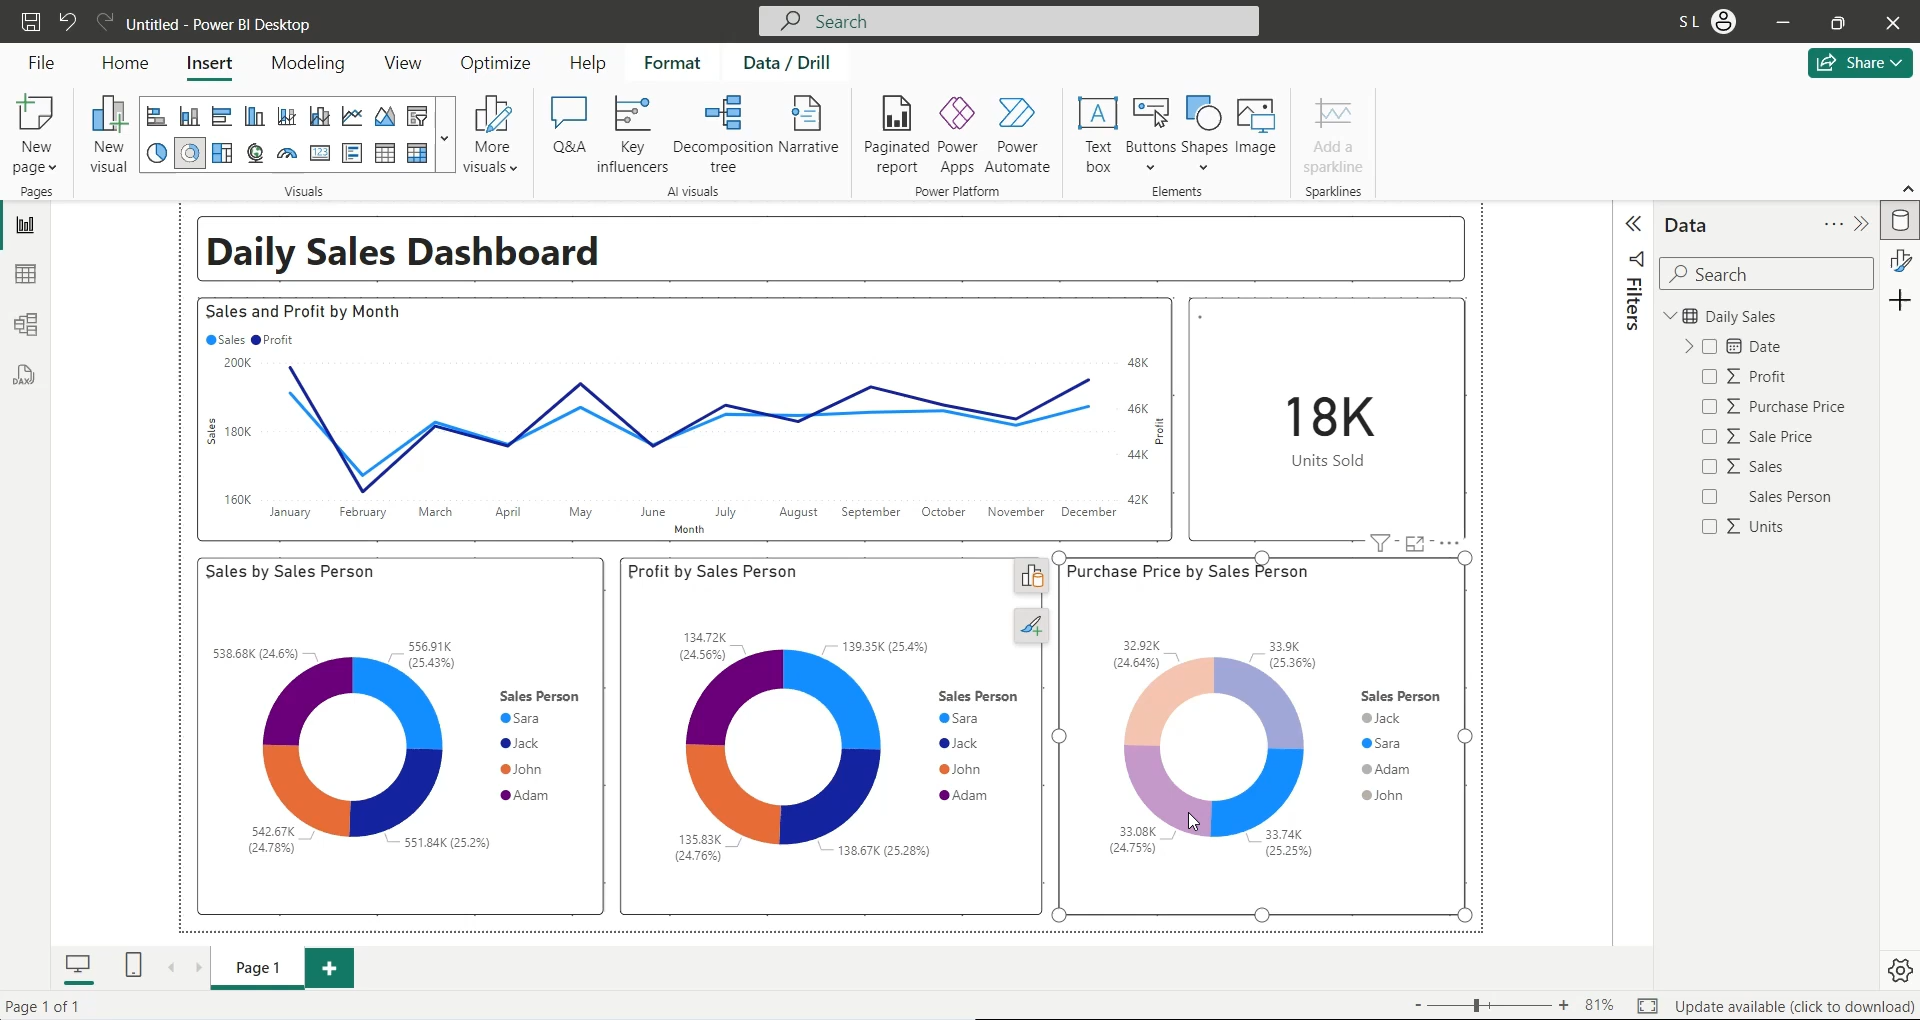 Untitled - Power BI Desktop
Search
S L
File Home Insert Modeling View Optimize Help Format Data / Drill
Share
New page
New visual
More visuals
Q&A
Key influencers
Decomposition tree
Narrative
Paginated report
Power Apps
Power Automate
Text box
Buttons
Shapes
Image
Add a sparkline
123
Pages
Visuals
AI visuals
Power Platform
Elements
Sparklines
DAX
Daily Sales Dashboard
Sales and Profit by Month
Sales Profit
200K
180K
160K
Sales
48K
46K
44K
42K
Profit
January February March April May June July August September October November December
Month
18K
Units Sold
Sales by Sales Person
538.68K (24.6%)
556.91K
(25.43%)
542.67K
(24.78%)
551.84K (25.2%)
Sales Person
Sara
Jack
John
Adam
Profit by Sales Person
134.72K
(24.56%)
139.35K (25.4%)
135.83K
(24.76%)
138.67K (25.28%)
Sales Person
Sara
Jack
John
Adam
Purchase Price by Sales Person
32.92K
(24.64%)
33.9K
(25.36%)
33.08K
(24.75%)
33.74K
(25.25%)
Sales Person
Jack
Sara
Adam
John
Filters
Data
Search
Daily Sales
Date
Profit
Purchase Price
Sale Price
Sales
Sales Person
Units
Page 1
Page 1 of 1
- + 81%
Update available (click to download)